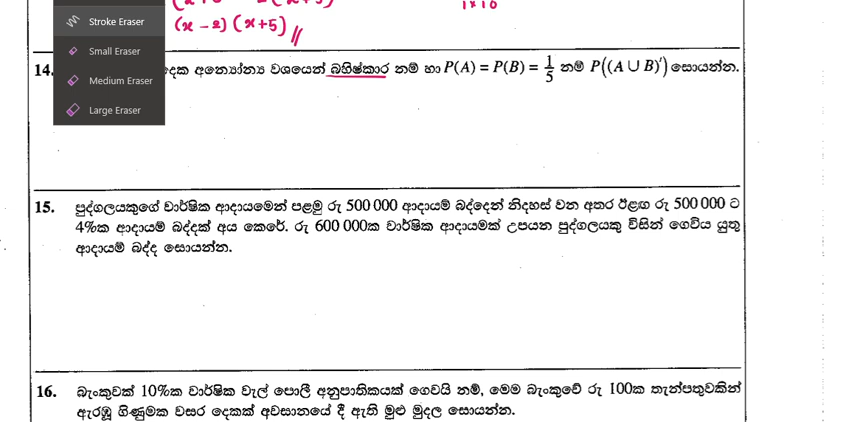 Stroke Eraser
Small Eraser
Medium Eraser
Large Eraser
1×10
(x − 2) (x + 5) //
14. දෙක අන්‍යෝන්‍ය වශයෙන් බහිෂ්කාර නම් හා P(A) = P(B) = 1/5 නම් P((A ∪ B)′) සොයන්න.
15. පුද්ගලයකුගේ වාර්ෂික ආදායමෙන් පළමු රු 500 000 ආදායම් බද්දෙන් නිදහස් වන අතර ඊළඟ රු 500 000 ට
4%ක ආදායම් බද්දක් අය කෙරේ. රු 600 000ක වාර්ෂික ආදායමක් උපයන පුද්ගලයකු විසින් ගෙවිය යුතු
ආදායම් බද්ද සොයන්න.
16. බැංකුවක් 10%ක වාර්ෂික වැල් පොලී අනුපාතිකයක් ගෙවයි නම්, මෙම බැංකුවේ රු 100ක තැන්පතුවකින්
ඇරඹූ ගිණුමක වසර දෙකක් අවසානයේ දී ඇති මුළු මුදල සොයන්න.